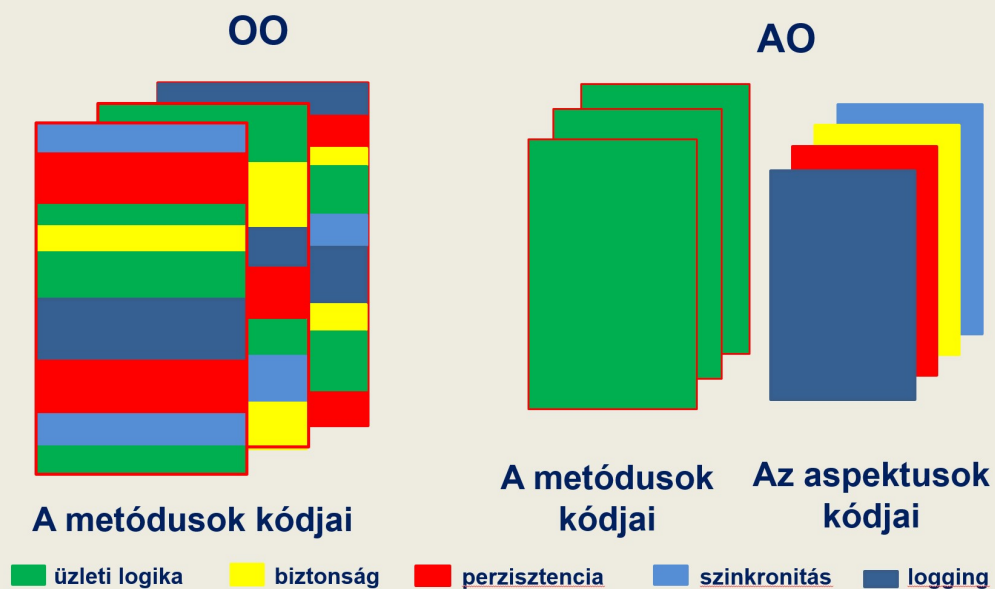 OO
AO
A metódusok kódjai
A metódusok
kódjai
Az aspektusok
kódjai
üzleti logika
biztonság
perzisztencia
szinkronitás
logging